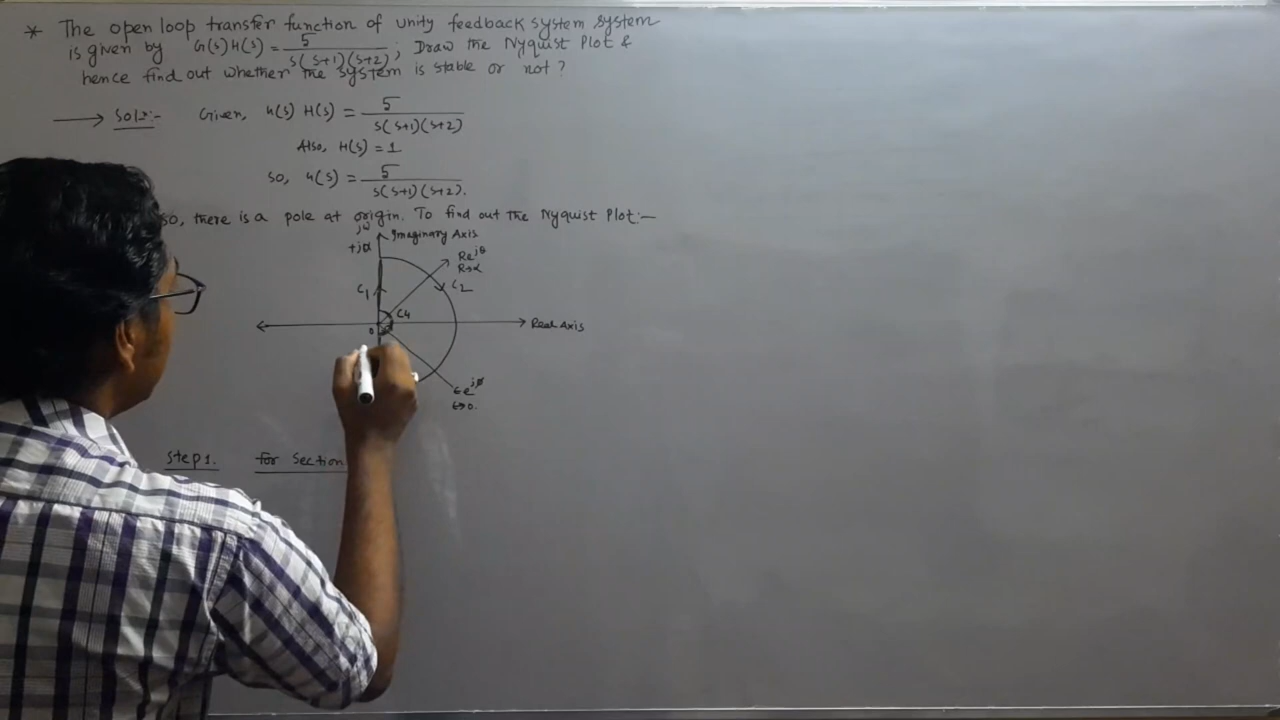 * The open loop transfer function of unity feedback system system
is given by G(s)H(s) = 5 / s(s+1)(s+2) ; Draw the Nyquist Plot &
hence find out whether the system is stable or not ?
→ Soln:- Given, G(s) H(s) = 5 / s(s+1)(s+2)
Also, H(s) = 1
so, G(s) = 5 / s(s+1)(s+2).
so, there is a pole at origin. To find out the Nyquist Plot:-
jω
Imaginary Axis
+jα
Re^jθ
R→α
C1
C2
C4
0
Real Axis
εe^jφ
ε→0.
Step 1. for section